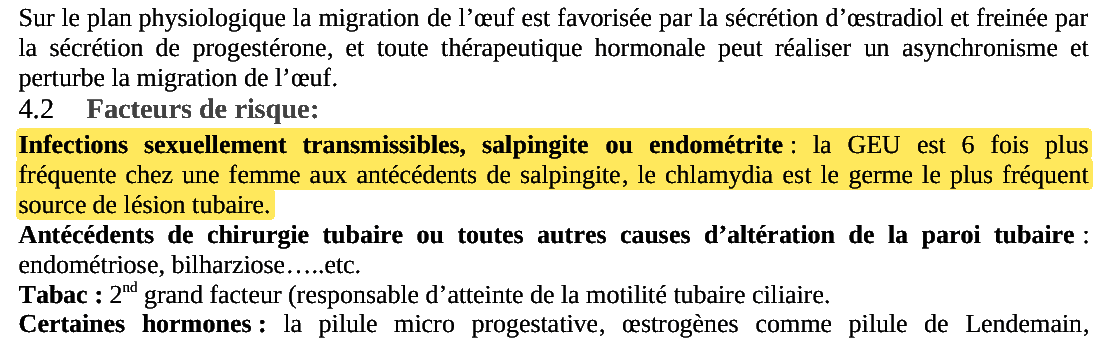 Sur le plan physiologique la migration de l’œuf est favorisée par la sécrétion d’œstradiol et freinée par
la sécrétion de progestérone, et toute thérapeutique hormonale peut réaliser un asynchronisme et
perturbe la migration de l’œuf.
4.2 Facteurs de risque:
Infections sexuellement transmissibles, salpingite ou endométrite : la GEU est 6 fois plus
fréquente chez une femme aux antécédents de salpingite, le chlamydia est le germe le plus fréquent
source de lésion tubaire.
Antécédents de chirurgie tubaire ou toutes autres causes d’altération de la paroi tubaire :
endométriose, bilharziose…..etc.
Tabac : 2nd grand facteur (responsable d’atteinte de la motilité tubaire ciliaire.
Certaines hormones : la pilule micro progestative, œstrogènes comme pilule de Lendemain,